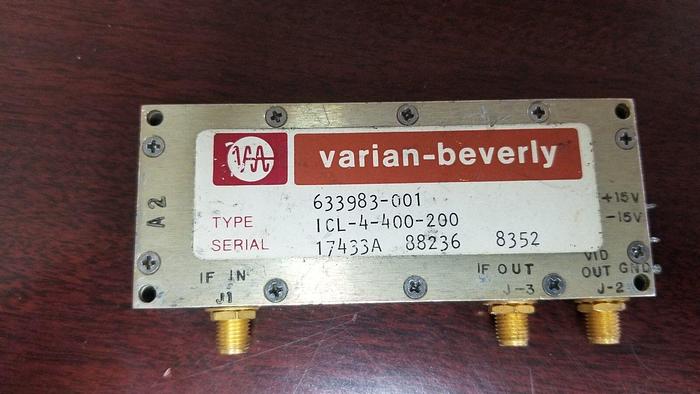 varian-beverly
633983-001
TYPE ICL-4-400-200
SERIAL 17433A 88236 8352
A2
+15V
-15V
IF IN
J1
IF OUT
J-3
VID
OUT GND
J-2